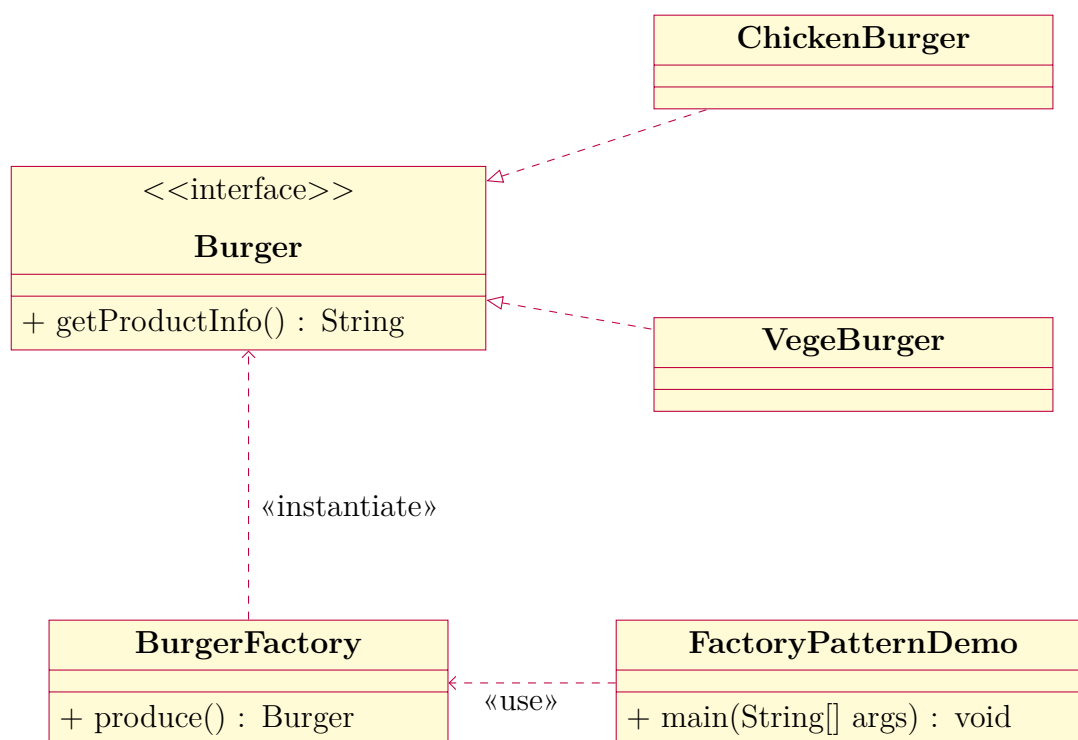 ChickenBurger
<<interface>>
Burger
+ getProductInfo() : String
VegeBurger
«instantiate»
BurgerFactory
+ produce() : Burger
«use»
FactoryPatternDemo
+ main(String[] args) : void